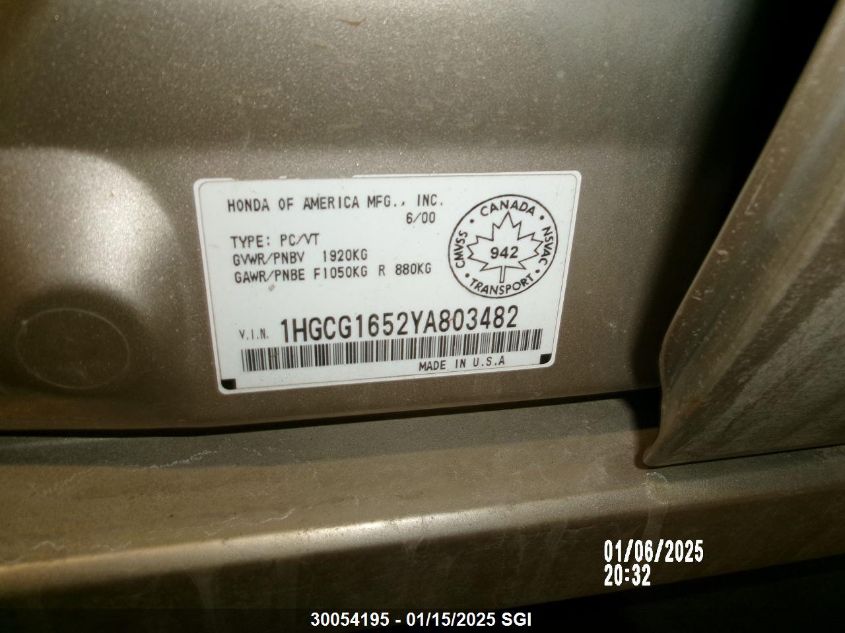 HONDA OF AMERICA MFG., INC.
6/00
TYPE: PC/VT
GVWR/PNBV 1920KG
GAWR/PNBE F1050KG R 880KG
CANADA
CMVSS
942
NSVAC
TRANSPORT
V.I.N. 1HGCG1652YA803482
MADE IN U.S.A
01/06/2025
20:32
30054195 - 01/15/2025 SGI